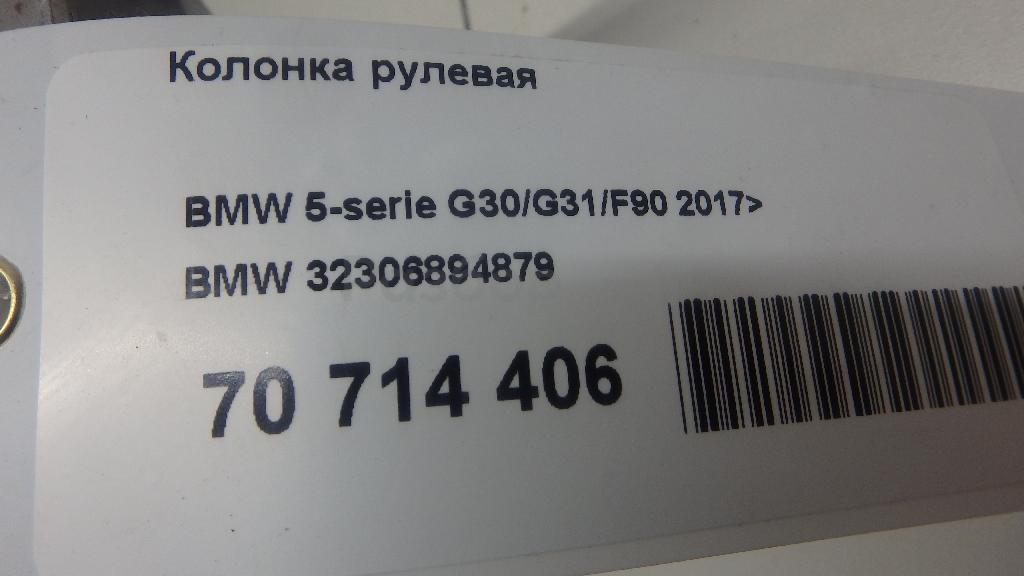 Колонка рулевая
BMW 5-serie G30/G31/F90 2017>
BMW 32306894879
70 714 406